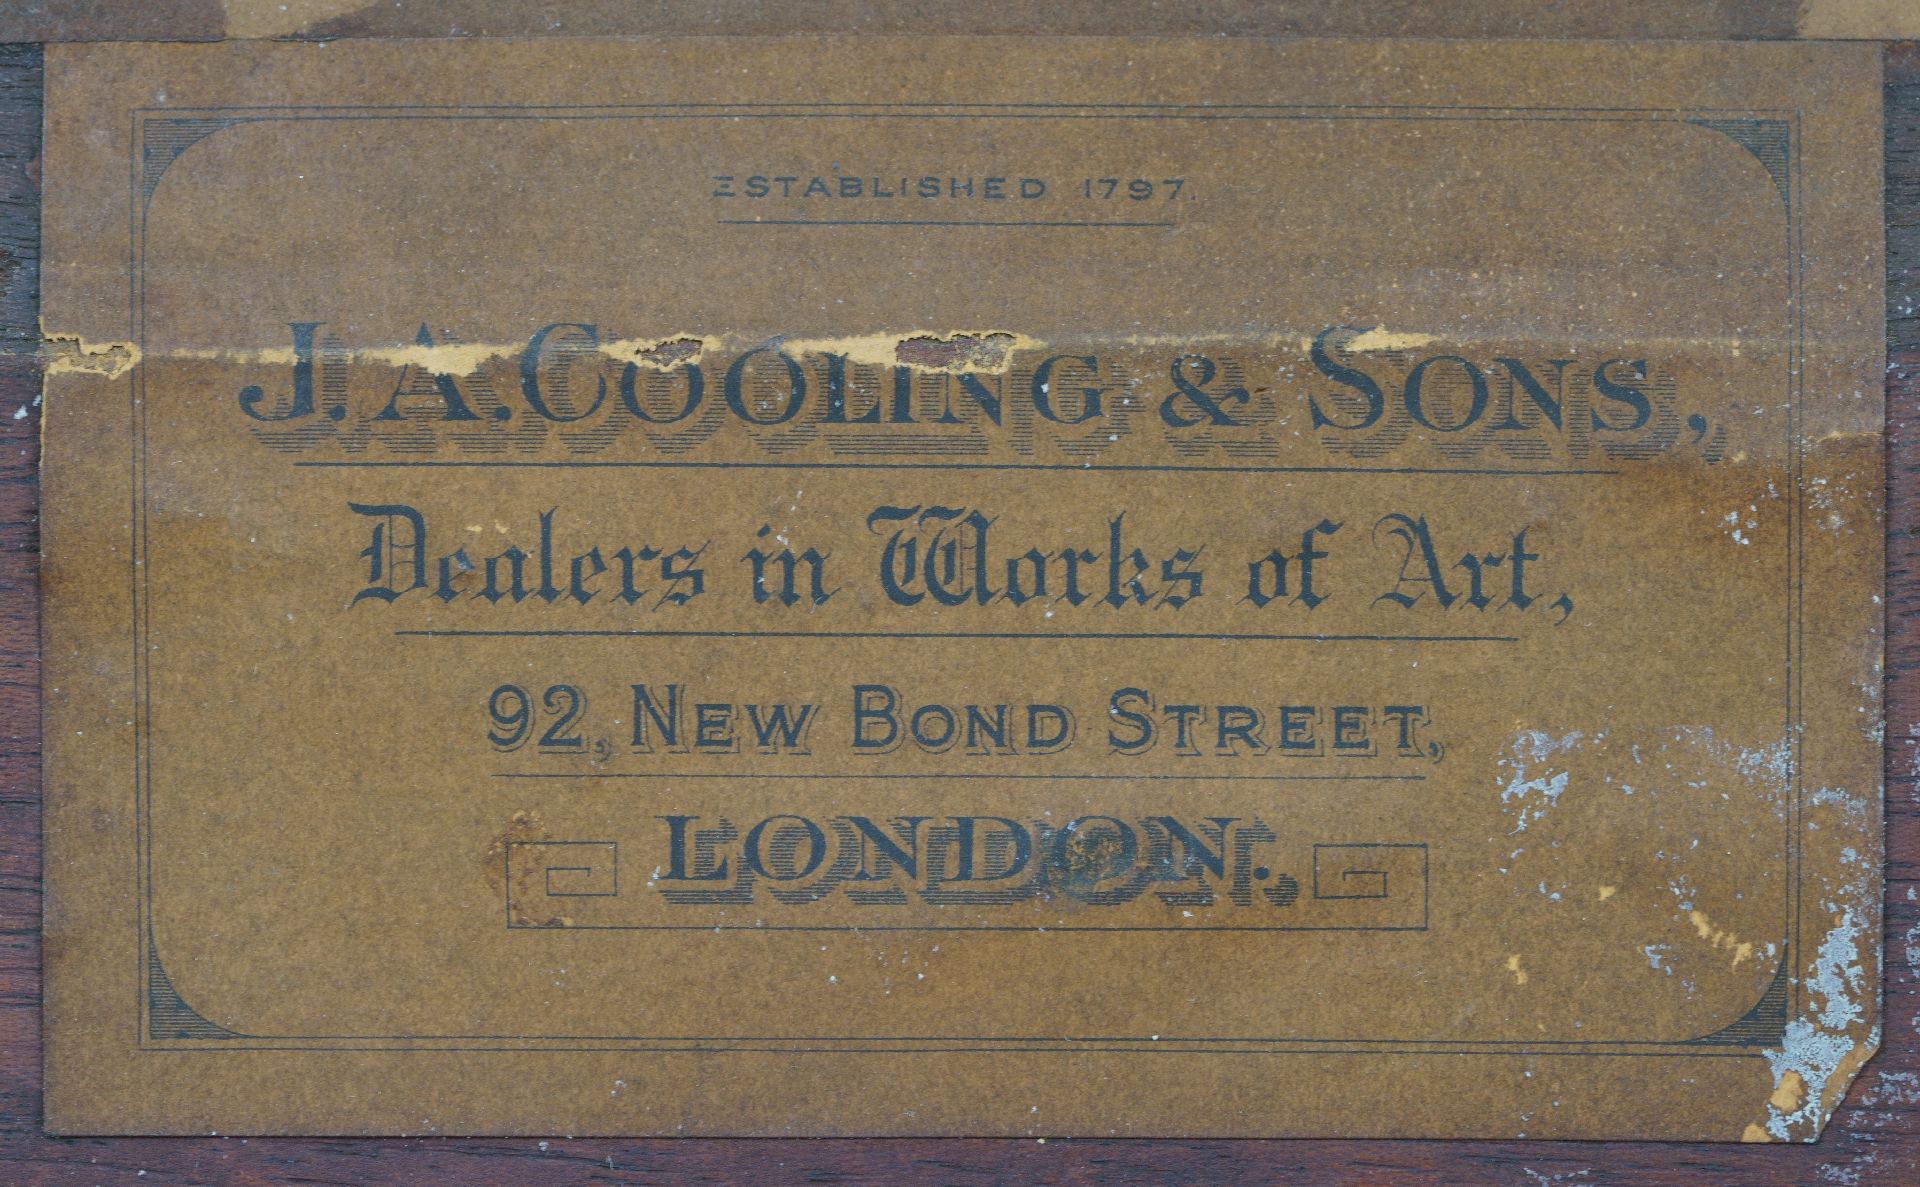 ESTABLISHED 1797.
J. A. COOLING & SONS,
Dealers in Works of Art,
92, NEW BOND STREET,
LONDON.